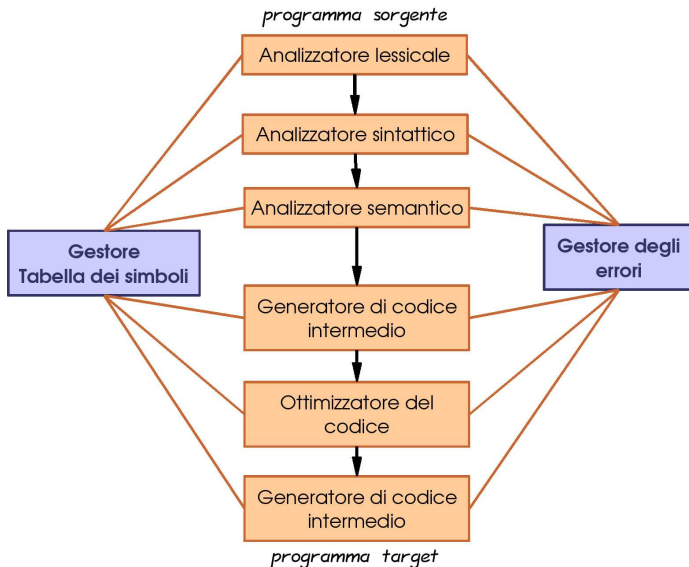 programma sorgente
Analizzatore lessicale
Analizzatore sintattico
Analizzatore semantico
Gestore
Tabella dei simboli
Gestore degli
errori
Generatore di codice
intermedio
Ottimizzatore del
codice
Generatore di codice
intermedio
programma target